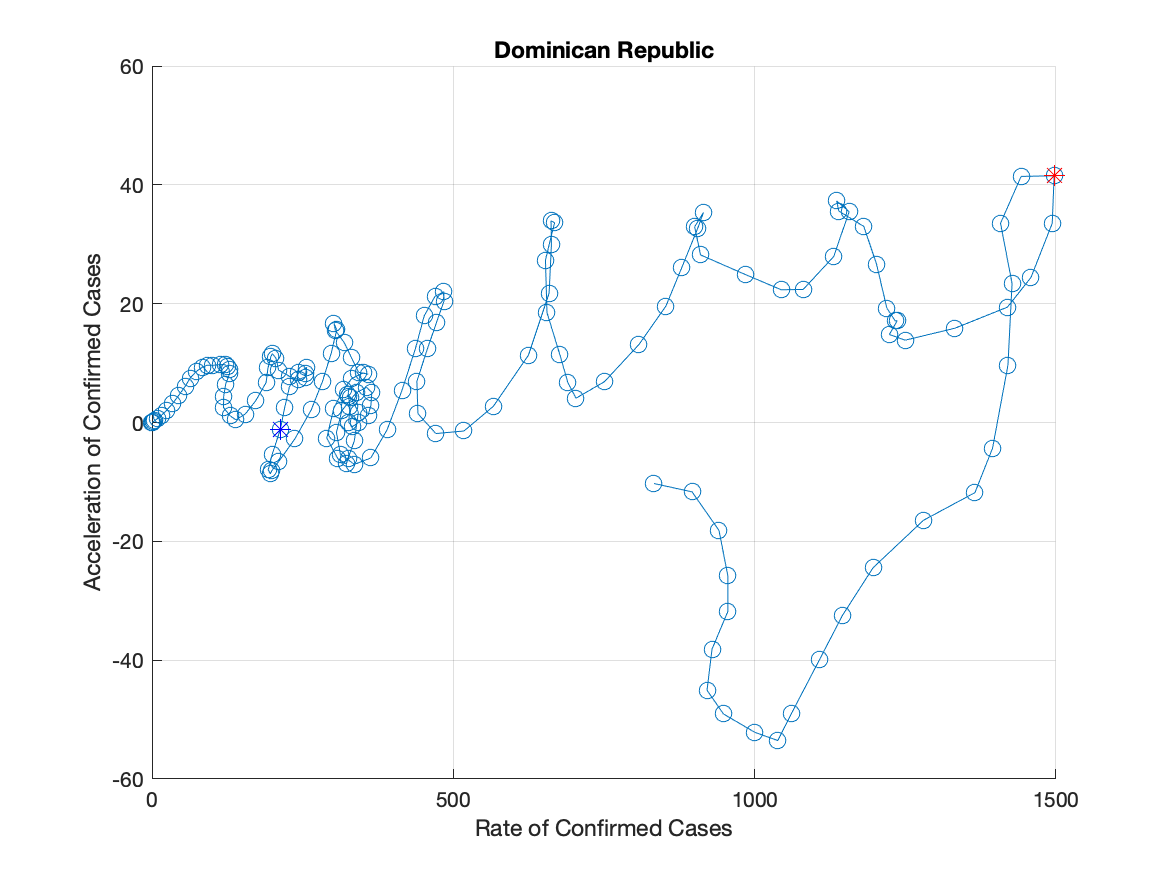 Dominican Republic
60
40
20
0
-20
-40
-60
Acceleration of Confirmed Cases
0 500 1000 1500
Rate of Confirmed Cases